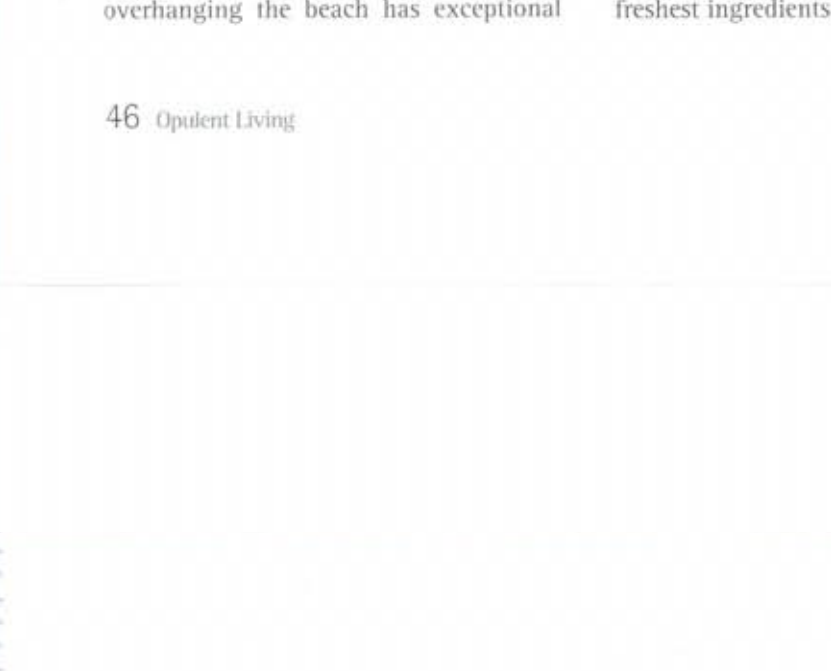 overhanging the beach has exceptional
freshest ingredients
46 Opulent Living